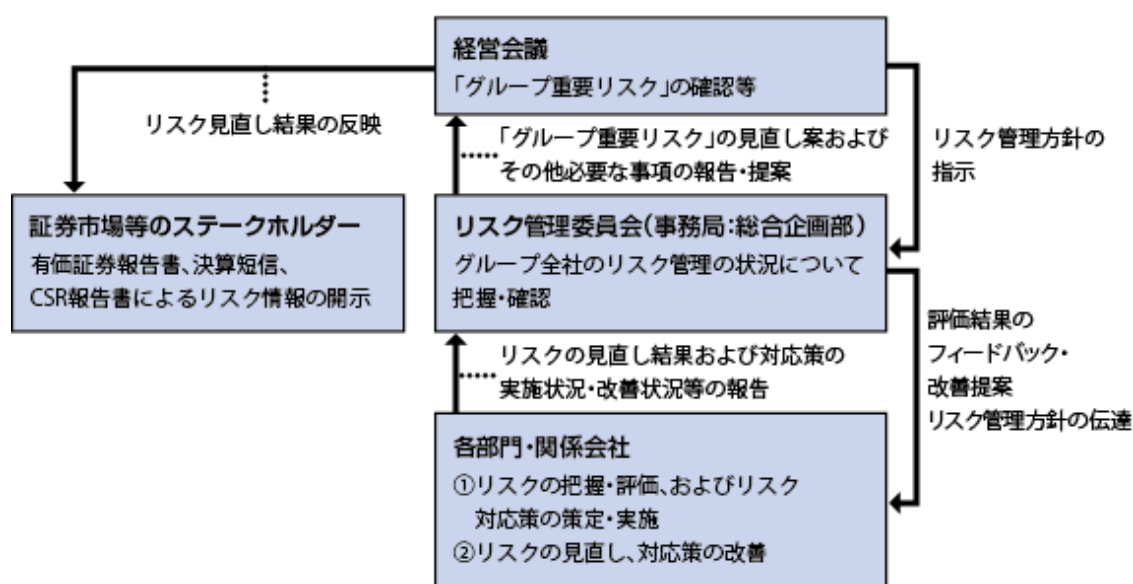 経営会議
「グループ重要リスク」の確認等
リスク見直し結果の反映
「グループ重要リスク」の見直し案および
その他必要な事項の報告・提案
リスク管理方針の
指示
証券市場等のステークホルダー
有価証券報告書、決算短信、
CSR報告書によるリスク情報の開示
リスク管理委員会(事務局:総合企画部)
グループ全社のリスク管理の状況について
把握・確認
リスクの見直し結果および対応策の
実施状況・改善状況等の報告
評価結果の
フィードバック・
改善提案
リスク管理方針の伝達
各部門・関係会社
①リスクの把握・評価、およびリスク
対応策の策定・実施
②リスクの見直し、対応策の改善